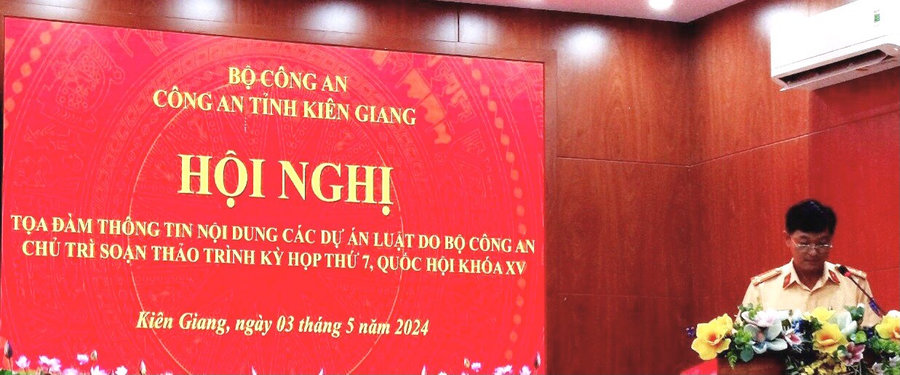 BỘ CÔNG AN
CÔNG AN TỈNH KIÊN GIANG
HỘI NGHỊ
TỌA ĐÀM THÔNG TIN NỘI DUNG CÁC DỰ ÁN LUẬT DO BỘ CÔNG AN
CHỦ TRÌ SOẠN THẢO TRÌNH KỲ HỌP THỨ 7, QUỐC HỘI KHÓA XV
Kiên Giang, ngày 03 tháng 5 năm 2024